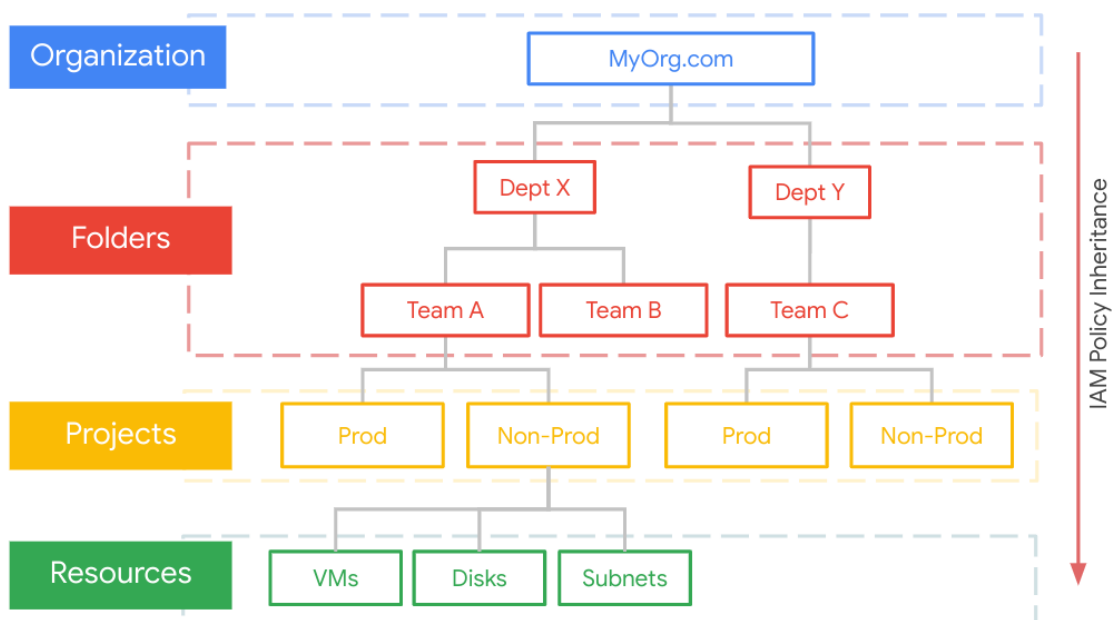 Organization
MyOrg.com
Folders
Dept X
Dept Y
Team A
Team B
Team C
Projects
Prod
Non-Prod
Prod
Non-Prod
Resources
VMs
Disks
Subnets
IAM Policy Inheritance